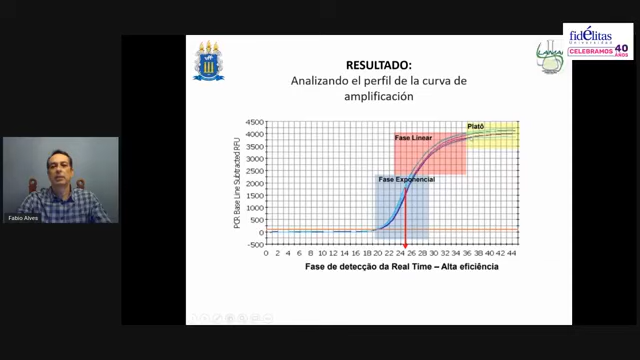 fidélitas
Universidad
CELEBRAMOS 40
AÑOS
RESULTADO:
Analizando el perfil de la curva de
amplificación
PCR Base Line Subtracted RFU
4500
4000
3500
3000
2500
2000
1500
1000
500
0
-500
Platô
Fase Linear
Fase Exponencial
0 2 4 6 8 10 12 14 16 18 20 22 24 26 28 30 32 34 36 38 40 42 44
Fase de detecção da Real Time – Alta eficiência
Fabio Alves